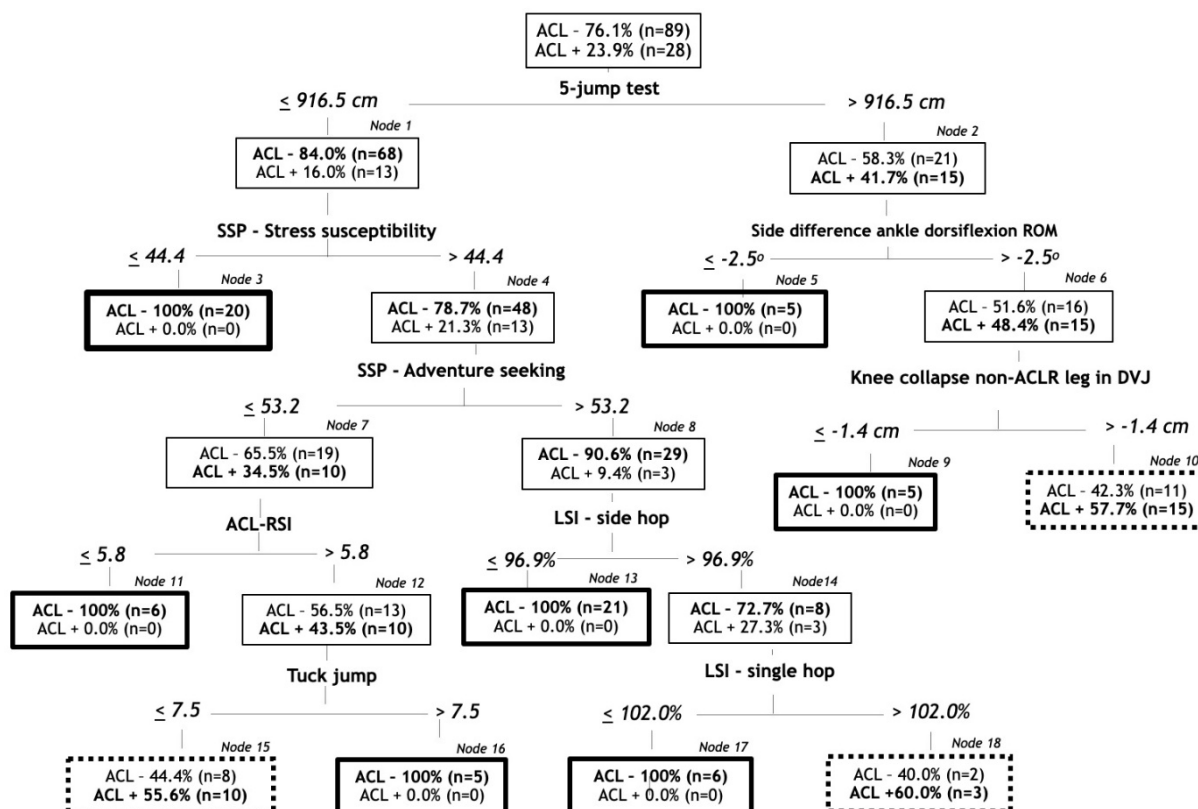 ACL – 76.1% (n=89)
ACL + 23.9% (n=28)
5-jump test
≤ 916.5 cm
> 916.5 cm
Node 1
Node 2
ACL – 84.0% (n=68)
ACL + 16.0% (n=13)
ACL – 58.3% (n=21)
ACL + 41.7% (n=15)
SSP - Stress susceptibility
Side difference ankle dorsiflexion ROM
≤ 44.4
> 44.4
≤ -2.5º
> -2.5º
Node 3
Node 4
Node 5
Node 6
ACL – 100% (n=20)
ACL + 0.0% (n=0)
ACL – 78.7% (n=48)
ACL + 21.3% (n=13)
ACL – 100% (n=5)
ACL + 0.0% (n=0)
ACL – 51.6% (n=16)
ACL + 48.4% (n=15)
SSP - Adventure seeking
Knee collapse non-ACLR leg in DVJ
≤ 53.2
> 53.2
≤ -1.4 cm
> -1.4 cm
Node 7
Node 8
Node 9
Node 10
ACL – 65.5% (n=19)
ACL + 34.5% (n=10)
ACL – 90.6% (n=29)
ACL + 9.4% (n=3)
ACL – 100% (n=5)
ACL + 0.0% (n=0)
ACL – 42.3% (n=11)
ACL + 57.7% (n=15)
ACL-RSI
LSI - side hop
≤ 5.8
> 5.8
≤ 96.9%
> 96.9%
Node 11
Node 12
Node 13
Node14
ACL – 100% (n=6)
ACL + 0.0% (n=0)
ACL – 56.5% (n=13)
ACL + 43.5% (n=10)
ACL – 100% (n=21)
ACL + 0.0% (n=0)
ACL – 72.7% (n=8)
ACL + 27.3% (n=3)
Tuck jump
LSI - single hop
≤ 7.5
> 7.5
≤ 102.0%
> 102.0%
Node 15
Node 16
Node 17
Node 18
ACL – 44.4% (n=8)
ACL + 55.6% (n=10)
ACL – 100% (n=5)
ACL + 0.0% (n=0)
ACL – 100% (n=6)
ACL + 0.0% (n=0)
ACL – 40.0% (n=2)
ACL +60.0% (n=3)